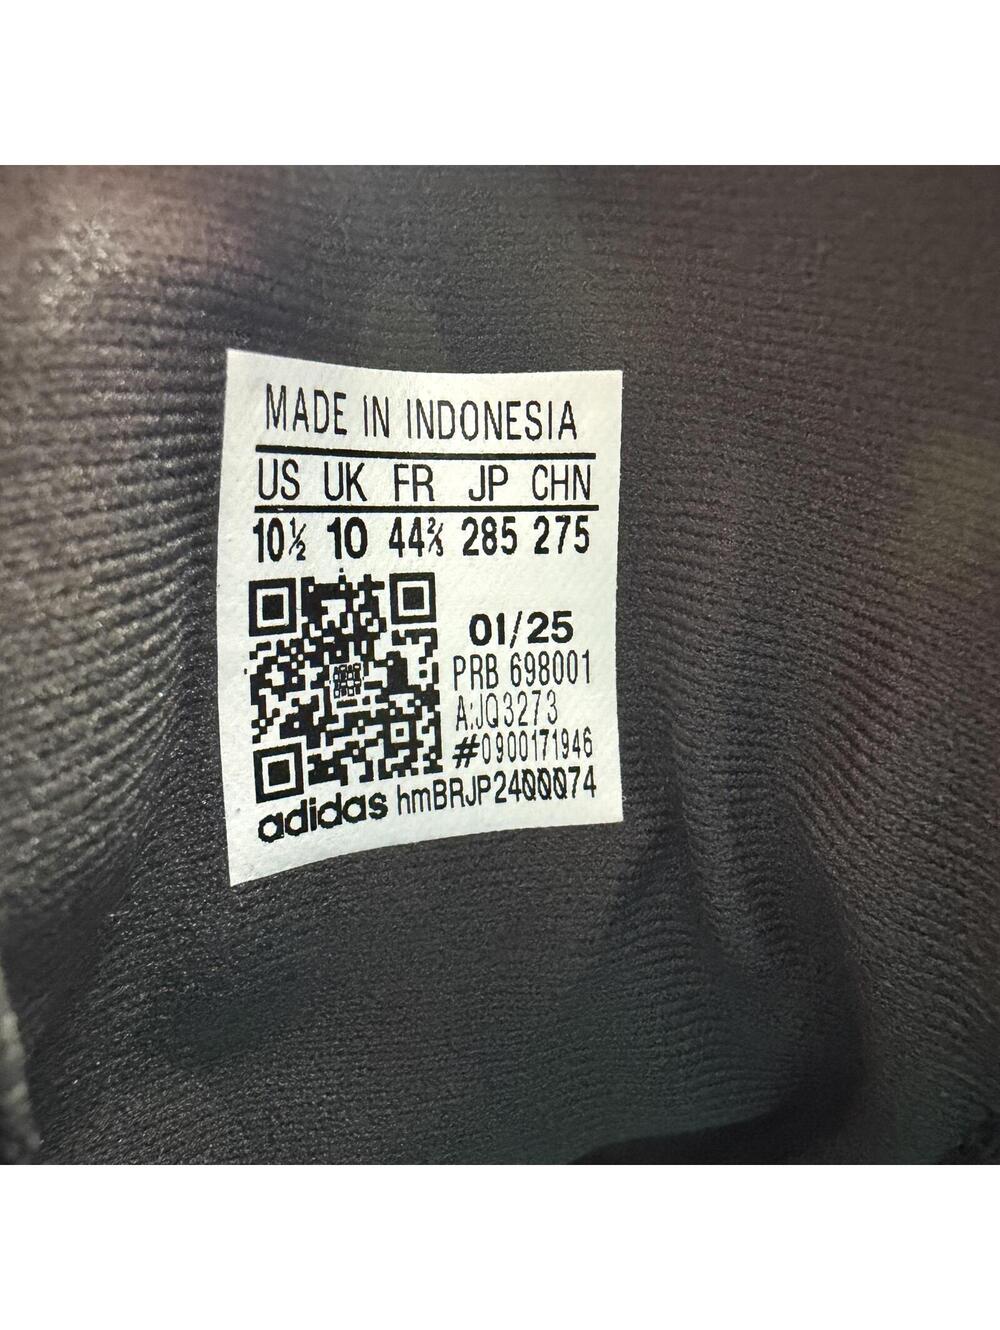 MADE IN INDONESIA
US UK FR JP CHN
10½ 10 44⅔ 285 275
01/25
PRB 698001
A:JQ3273
#0900171946
adidas hmBRJP2400074